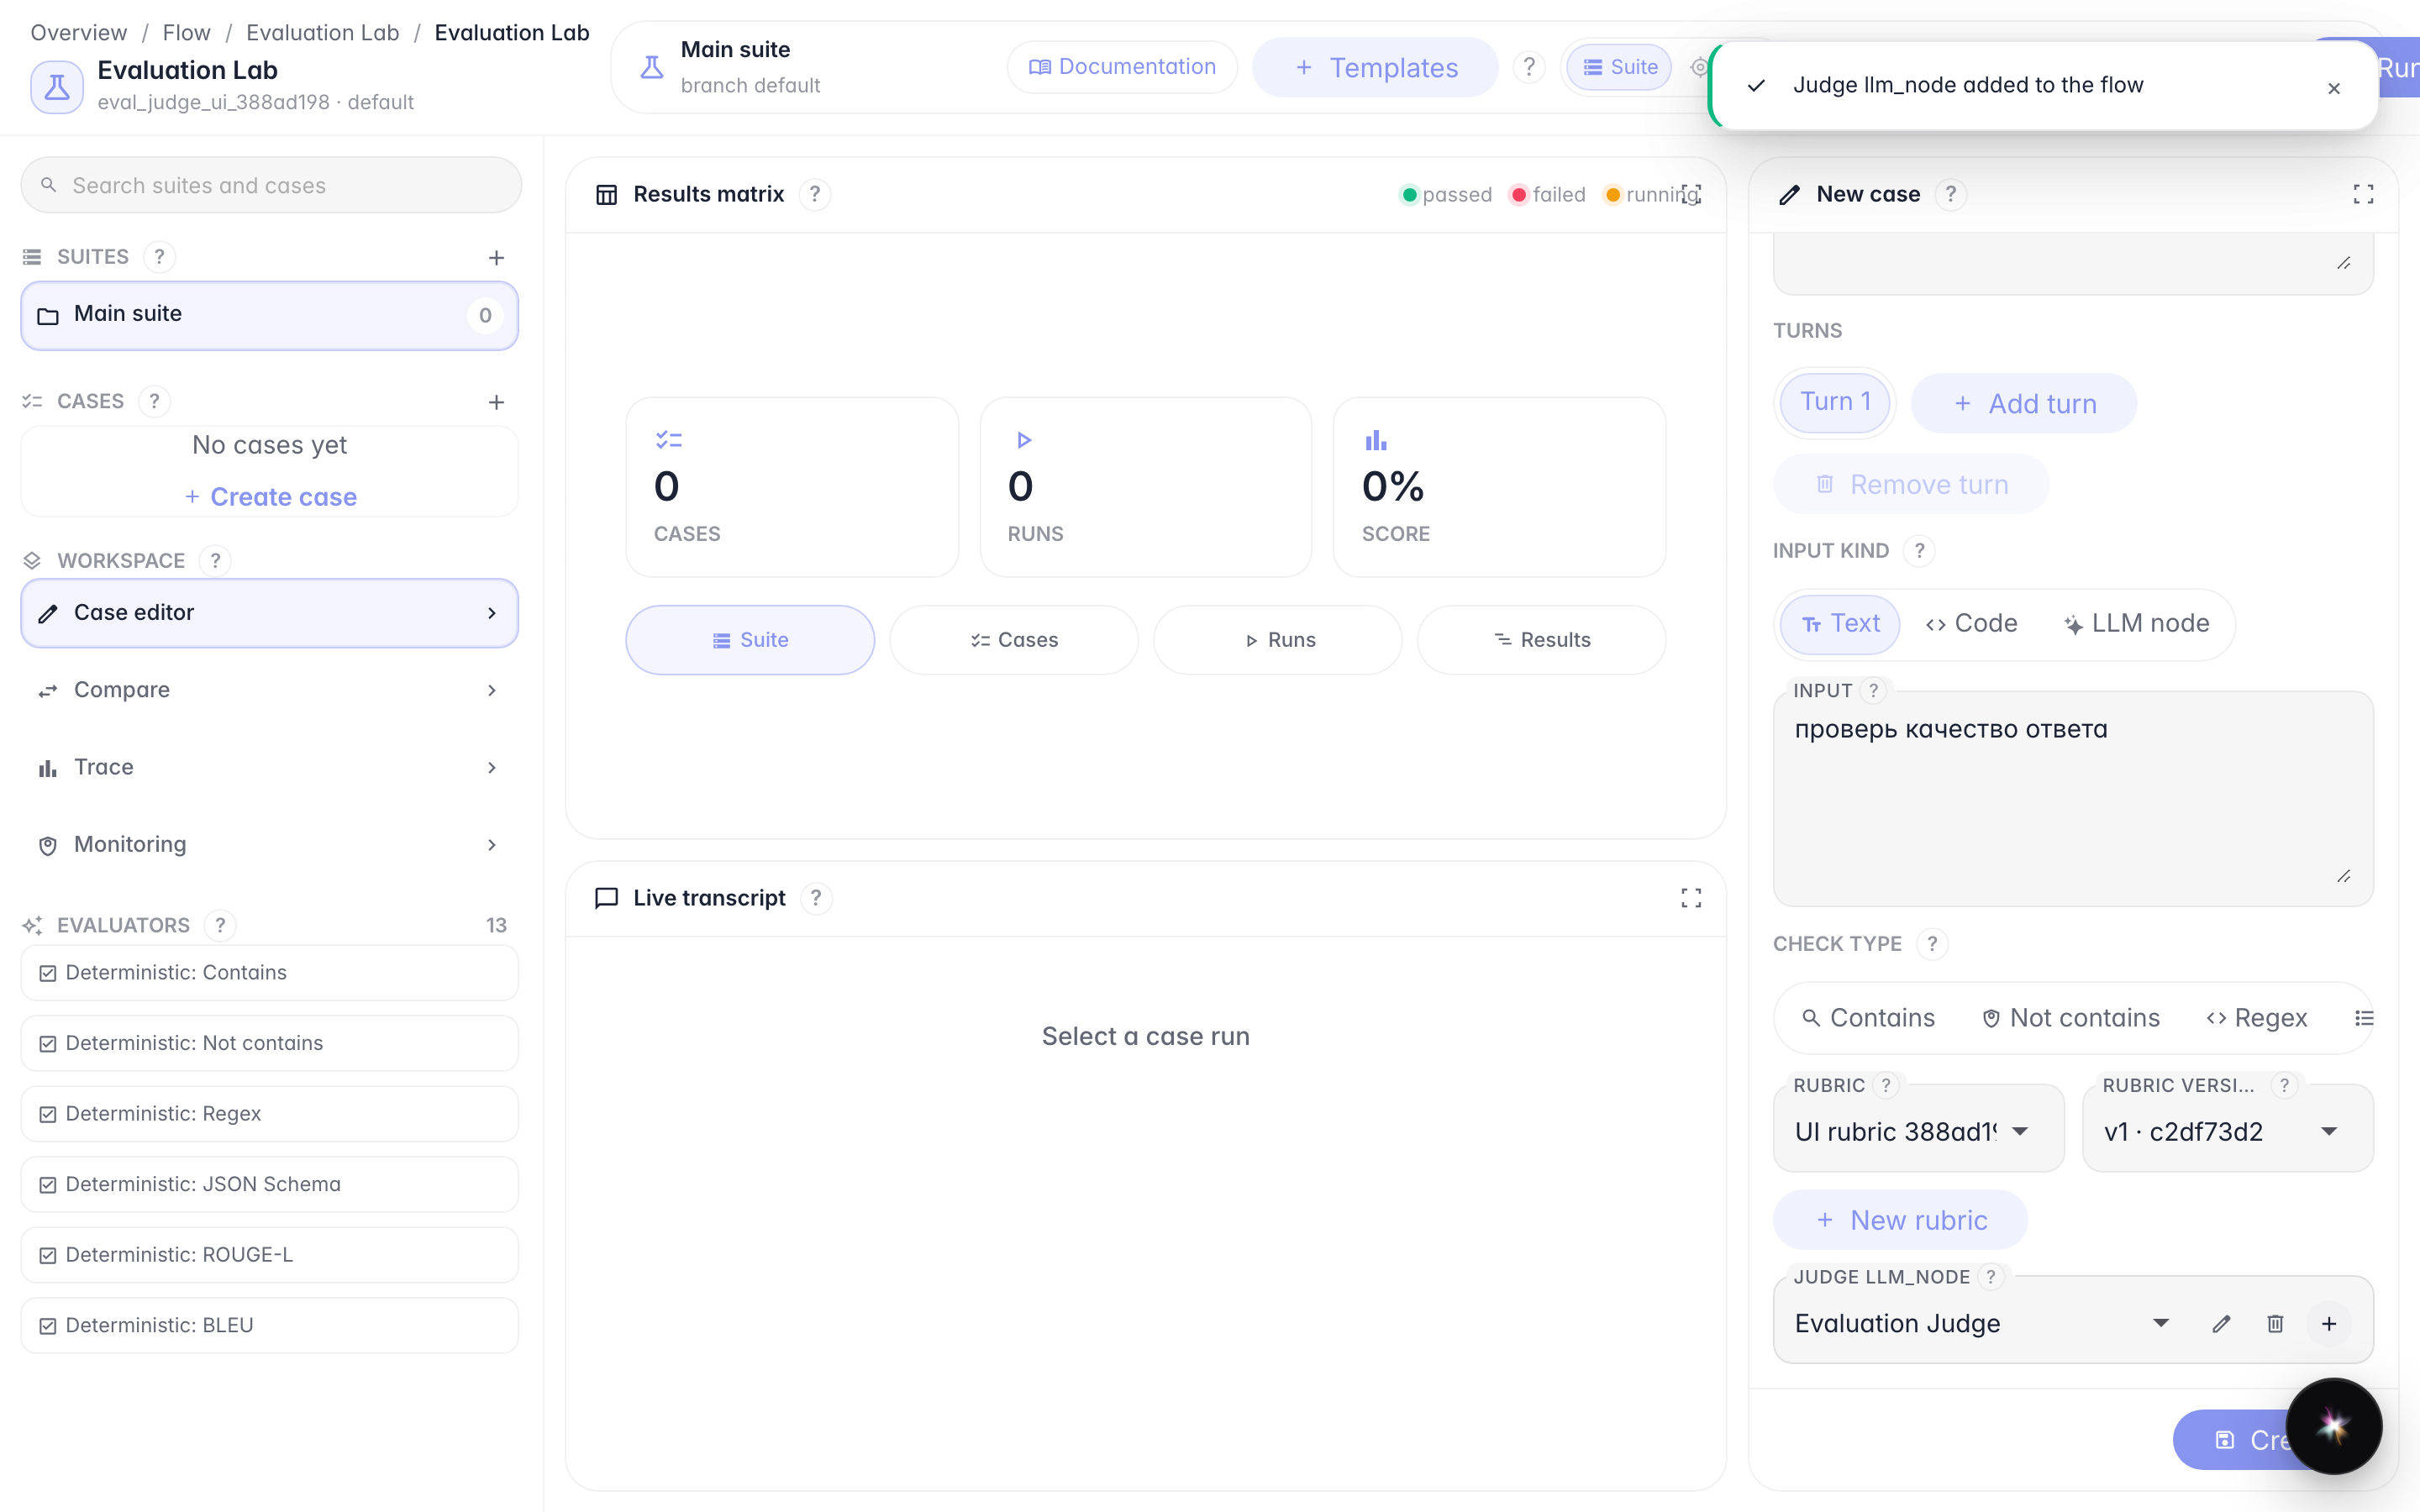 Overview / Flow / Evaluation Lab / Evaluation Lab
Evaluation Lab
eval_judge_ui_388ad198 · default
Main suite
branch default
Documentation
+ Templates
?
Suite
Judge llm_node added to the flow
Search suites and cases
SUITES ?
Main suite 0
CASES ?
No cases yet
+ Create case
WORKSPACE ?
Case editor
Compare
Trace
Monitoring
EVALUATORS ? 13
Deterministic: Contains
Deterministic: Not contains
Deterministic: Regex
Deterministic: JSON Schema
Deterministic: ROUGE-L
Deterministic: BLEU
Results matrix ?
passed failed running
0
CASES
0
RUNS
0%
SCORE
Suite
Cases
Runs
Results
Live transcript ?
Select a case run
New case ?
TURNS
Turn 1
+ Add turn
Remove turn
INPUT KIND ?
Text Code LLM node
INPUT ?
проверь качество ответа
CHECK TYPE ?
Contains Not contains Regex
RUBRIC ?
UI rubric 388ad19
RUBRIC VERSI... ?
v1 · c2df73d2
+ New rubric
JUDGE LLM_NODE ?
Evaluation Judge